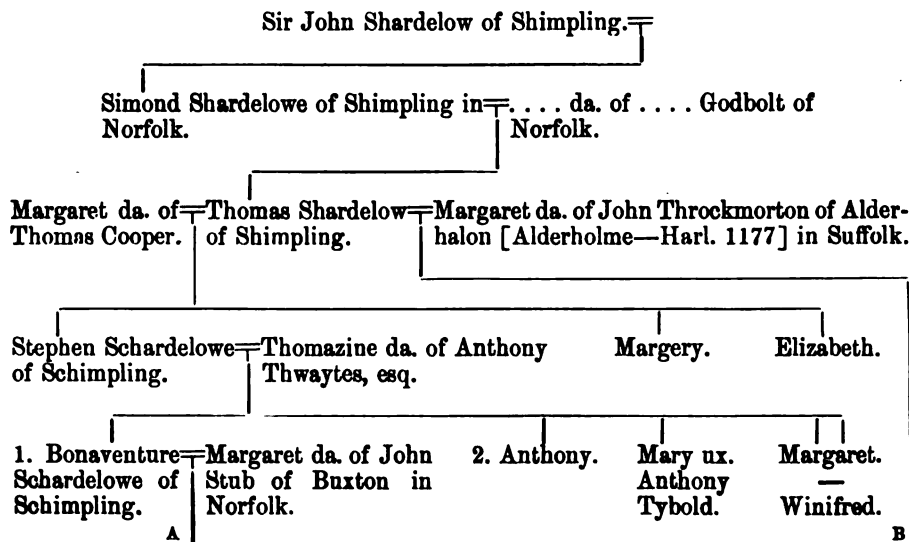 Sir John Shardelow of Shimpling.
Simond Shardelowe of Shimpling in .... da. of .... Godbolt of
Norfolk. Norfolk.
Margaret da. of Thomas Shardelow Margaret da. of John Throckmorton of Alder-
Thomas Cooper. of Shimpling. halon [Alderholme—Harl. 1177] in Suffolk.
Stephen Schardelowe Thomazine da. of Anthony Margery. Elizabeth.
of Schimpling. Thwaytes, esq.
1. Bonaventure Margaret da. of John 2. Anthony. Mary ux. Margaret.
Schardelowe of Stub of Buxton in Anthony —
Schimpling. Norfolk. Tybold. Winifred.
A B